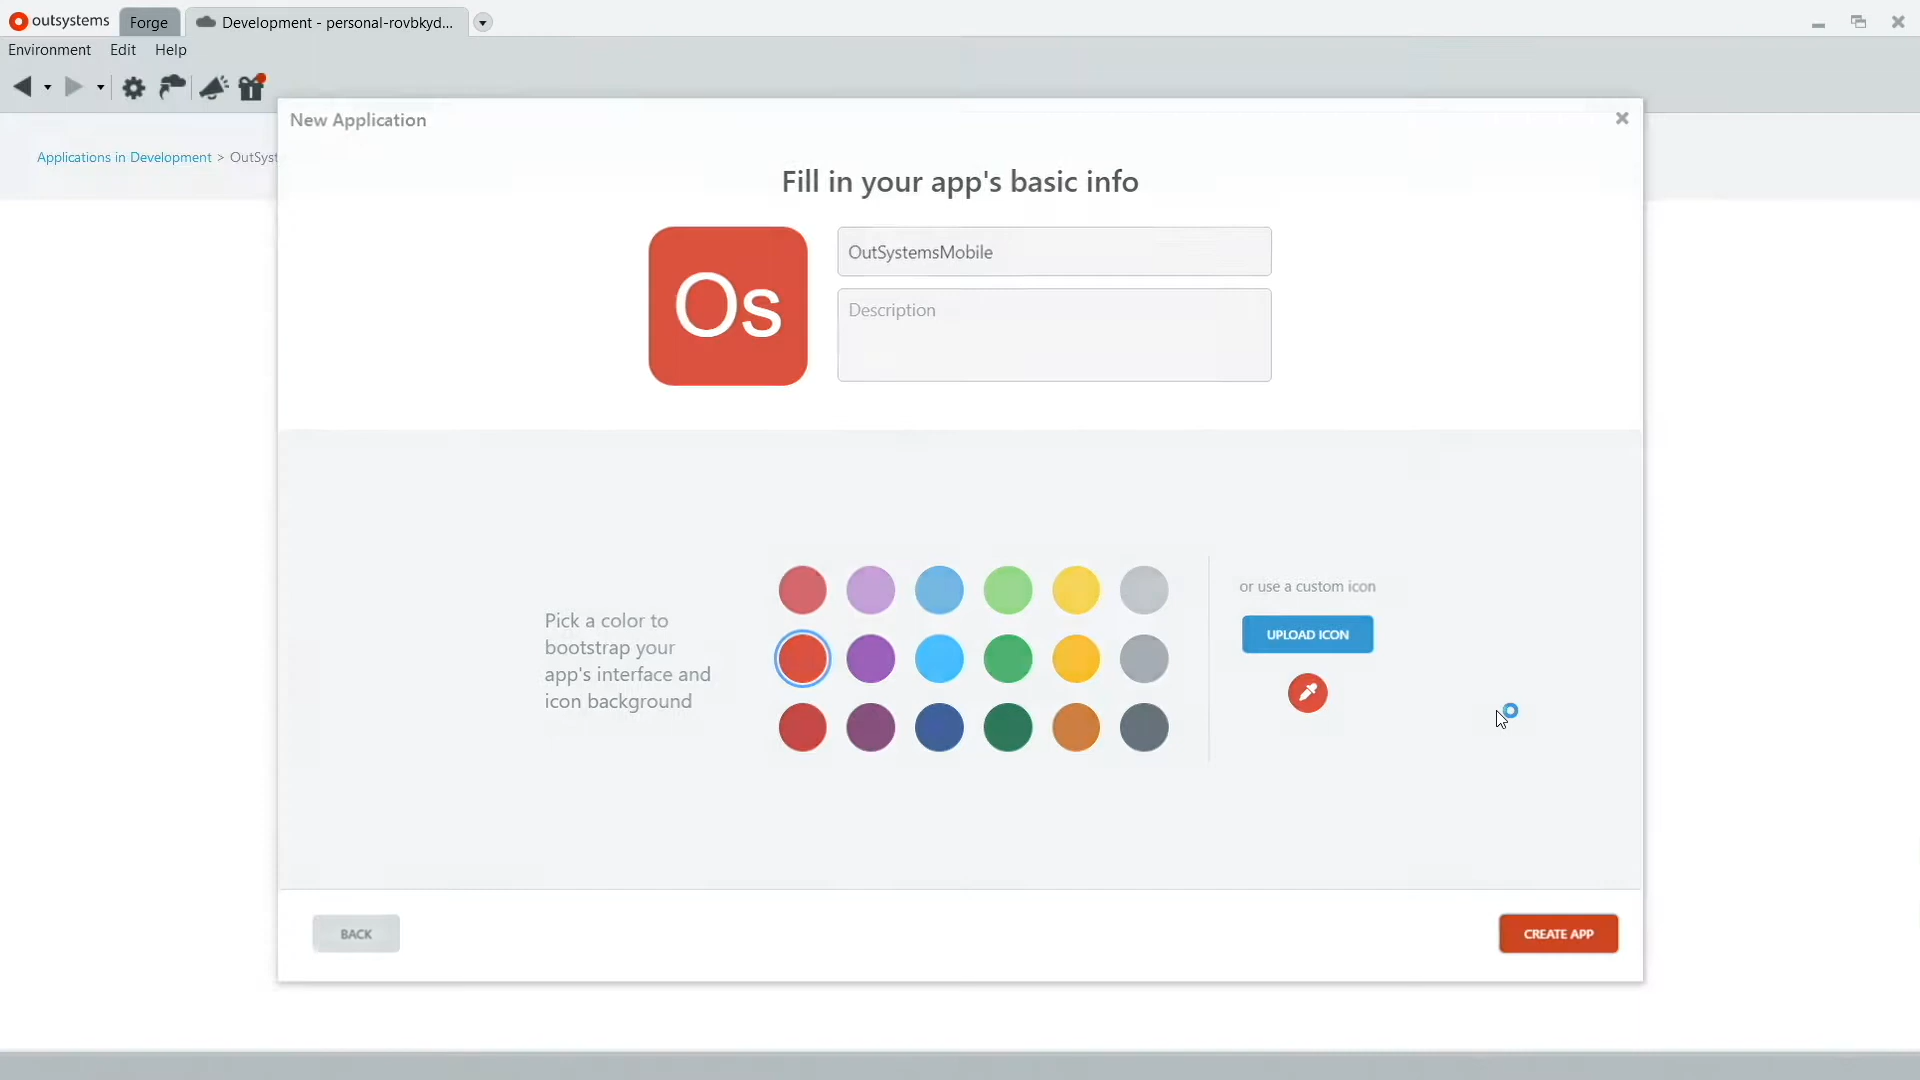 outsystems
Forge
Development - personal-rovbkyd...
Environment Edit Help
New Application
Applications in Development > OutSyst
Fill in your app's basic info
Os
OutSystemsMobile
Description
or use a custom icon
Pick a color to
bootstrap your
app's interface and
icon background
UPLOAD ICON
BACK
CREATE APP